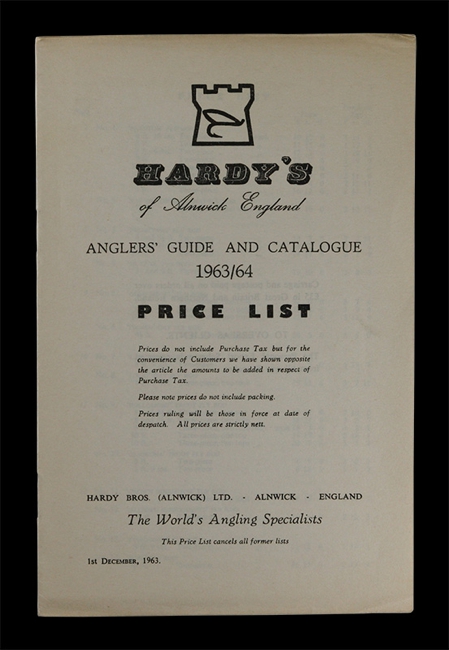 HARDY'S
of Alnwick England
ANGLERS' GUIDE AND CATALOGUE
1963/64
PRICE LIST
Prices do not include Purchase Tax but for the
convenience of Customers we have shown opposite
the article the amounts to be added in respect of
Purchase Tax.
Please note prices do not include packing.
Prices ruling will be those in force at date of
despatch. All prices are strictly nett.
HARDY BROS. (ALNWICK) LTD. - ALNWICK - ENGLAND
The World's Angling Specialists
This Price List cancels all former lists
1st DECEMBER, 1963.